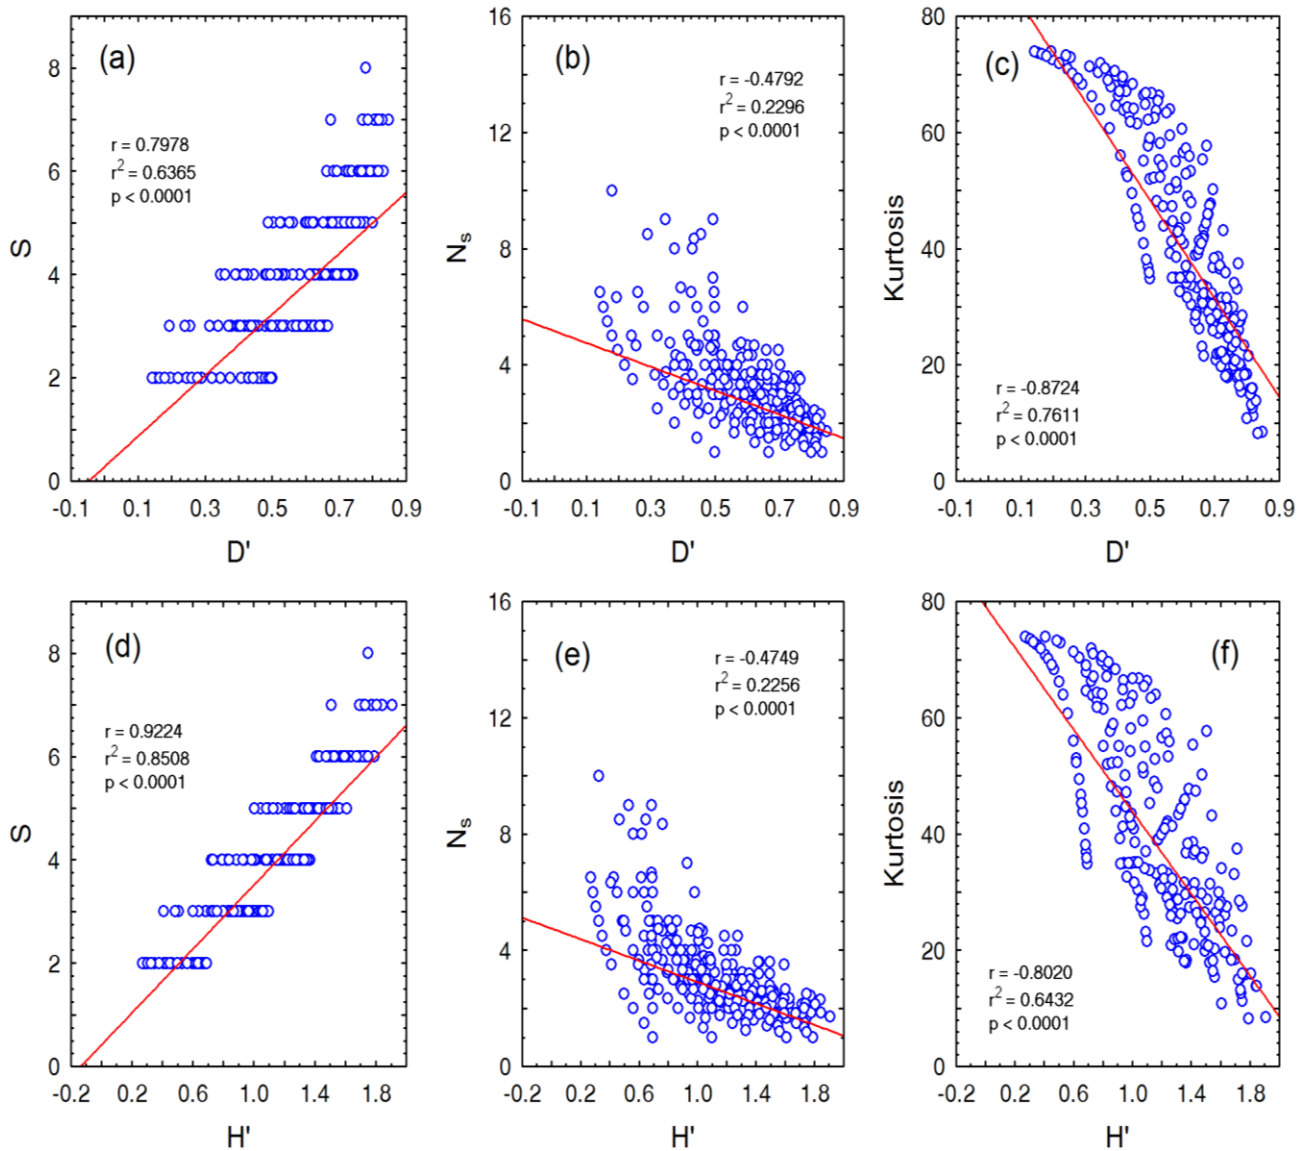 (a)
r = 0.7978
r² = 0.6365
p < 0.0001
8
6
4
2
0
S
-0.1 0.1 0.3 0.5 0.7 0.9
D'
(b)
r = -0.4792
r² = 0.2296
p < 0.0001
16
12
8
4
0
Nₛ
-0.1 0.1 0.3 0.5 0.7 0.9
D'
(c)
r = -0.8724
r² = 0.7611
p < 0.0001
80
60
40
20
0
Kurtosis
-0.1 0.1 0.3 0.5 0.7 0.9
D'
(d)
r = 0.9224
r² = 0.8508
p < 0.0001
8
6
4
2
0
S
-0.2 0.2 0.6 1.0 1.4 1.8
H'
(e)
r = -0.4749
r² = 0.2256
p < 0.0001
16
12
8
4
0
Nₛ
-0.2 0.2 0.6 1.0 1.4 1.8
H'
(f)
r = -0.8020
r² = 0.6432
p < 0.0001
80
60
40
20
0
Kurtosis
-0.2 0.2 0.6 1.0 1.4 1.8
H'